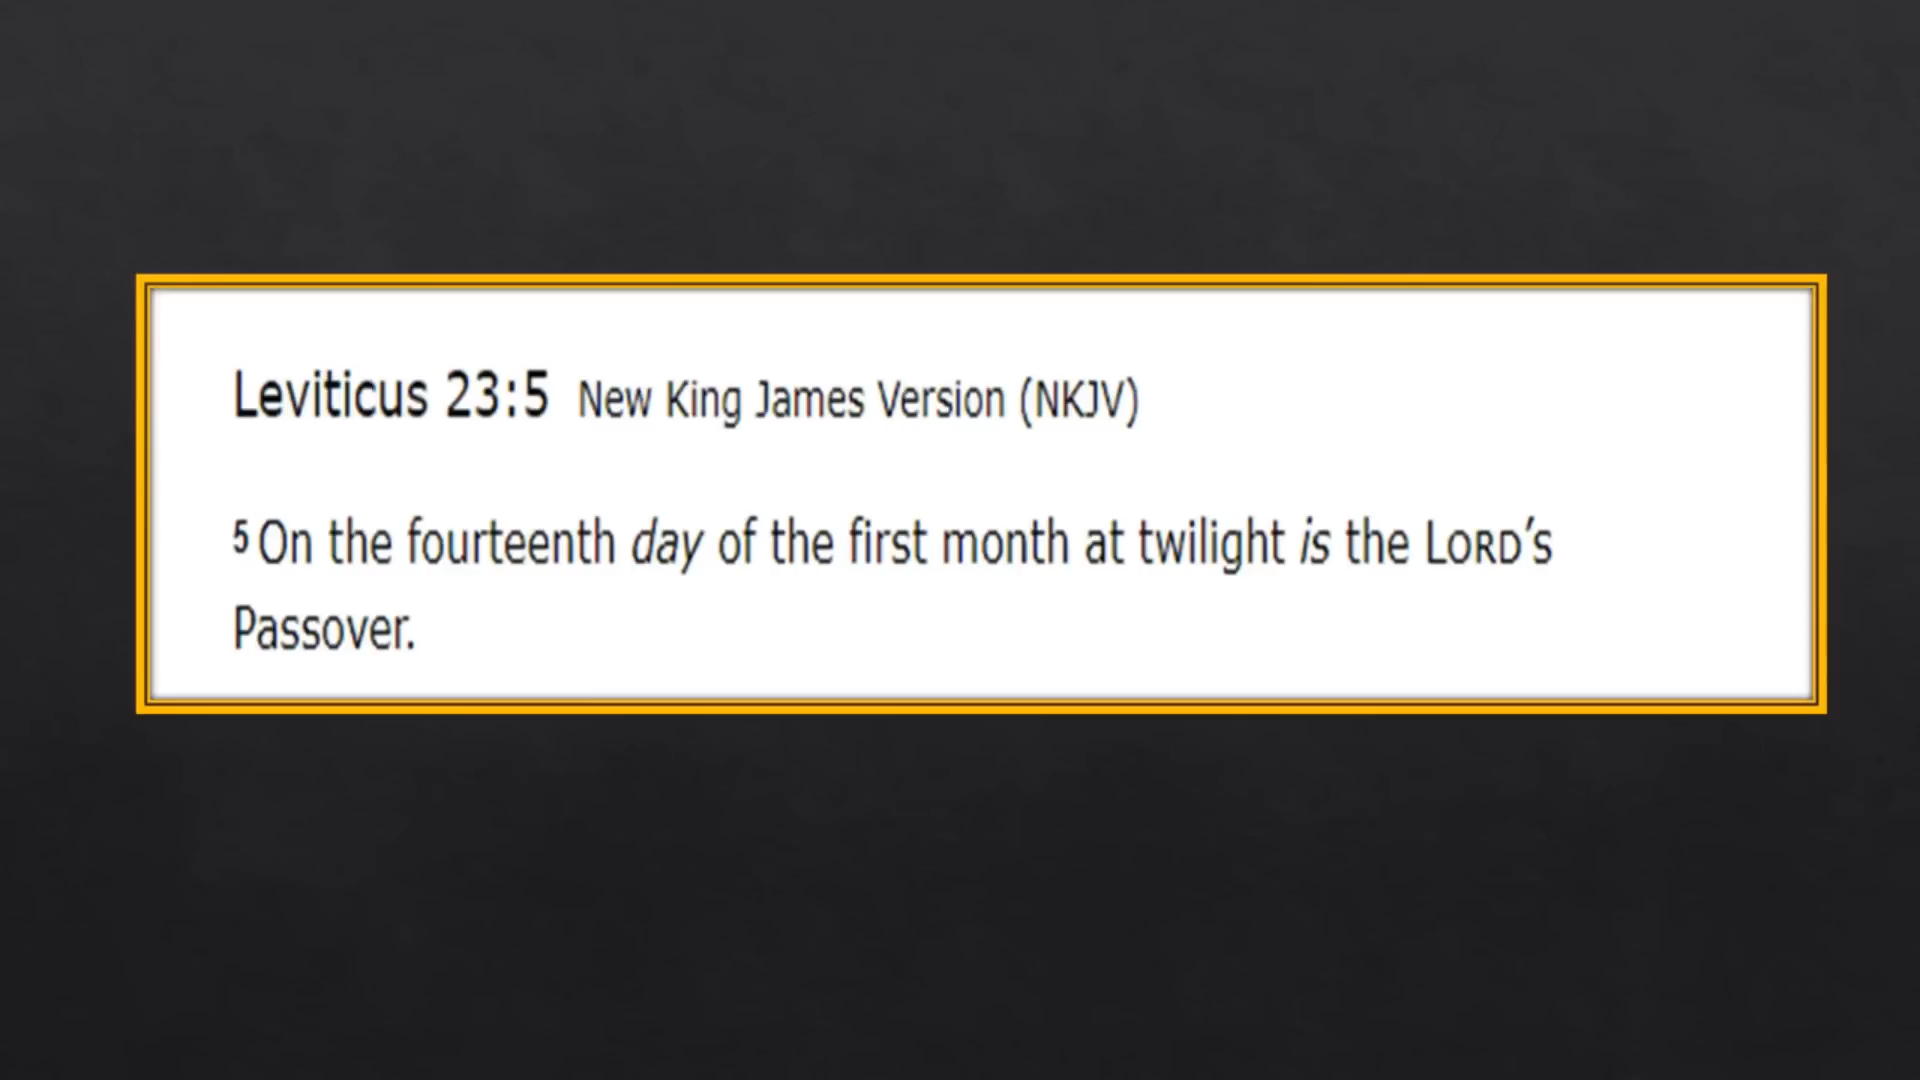 Leviticus 23:5 New King James Version (NKJV)
5 On the fourteenth day of the first month at twilight is the LORD’s
Passover.